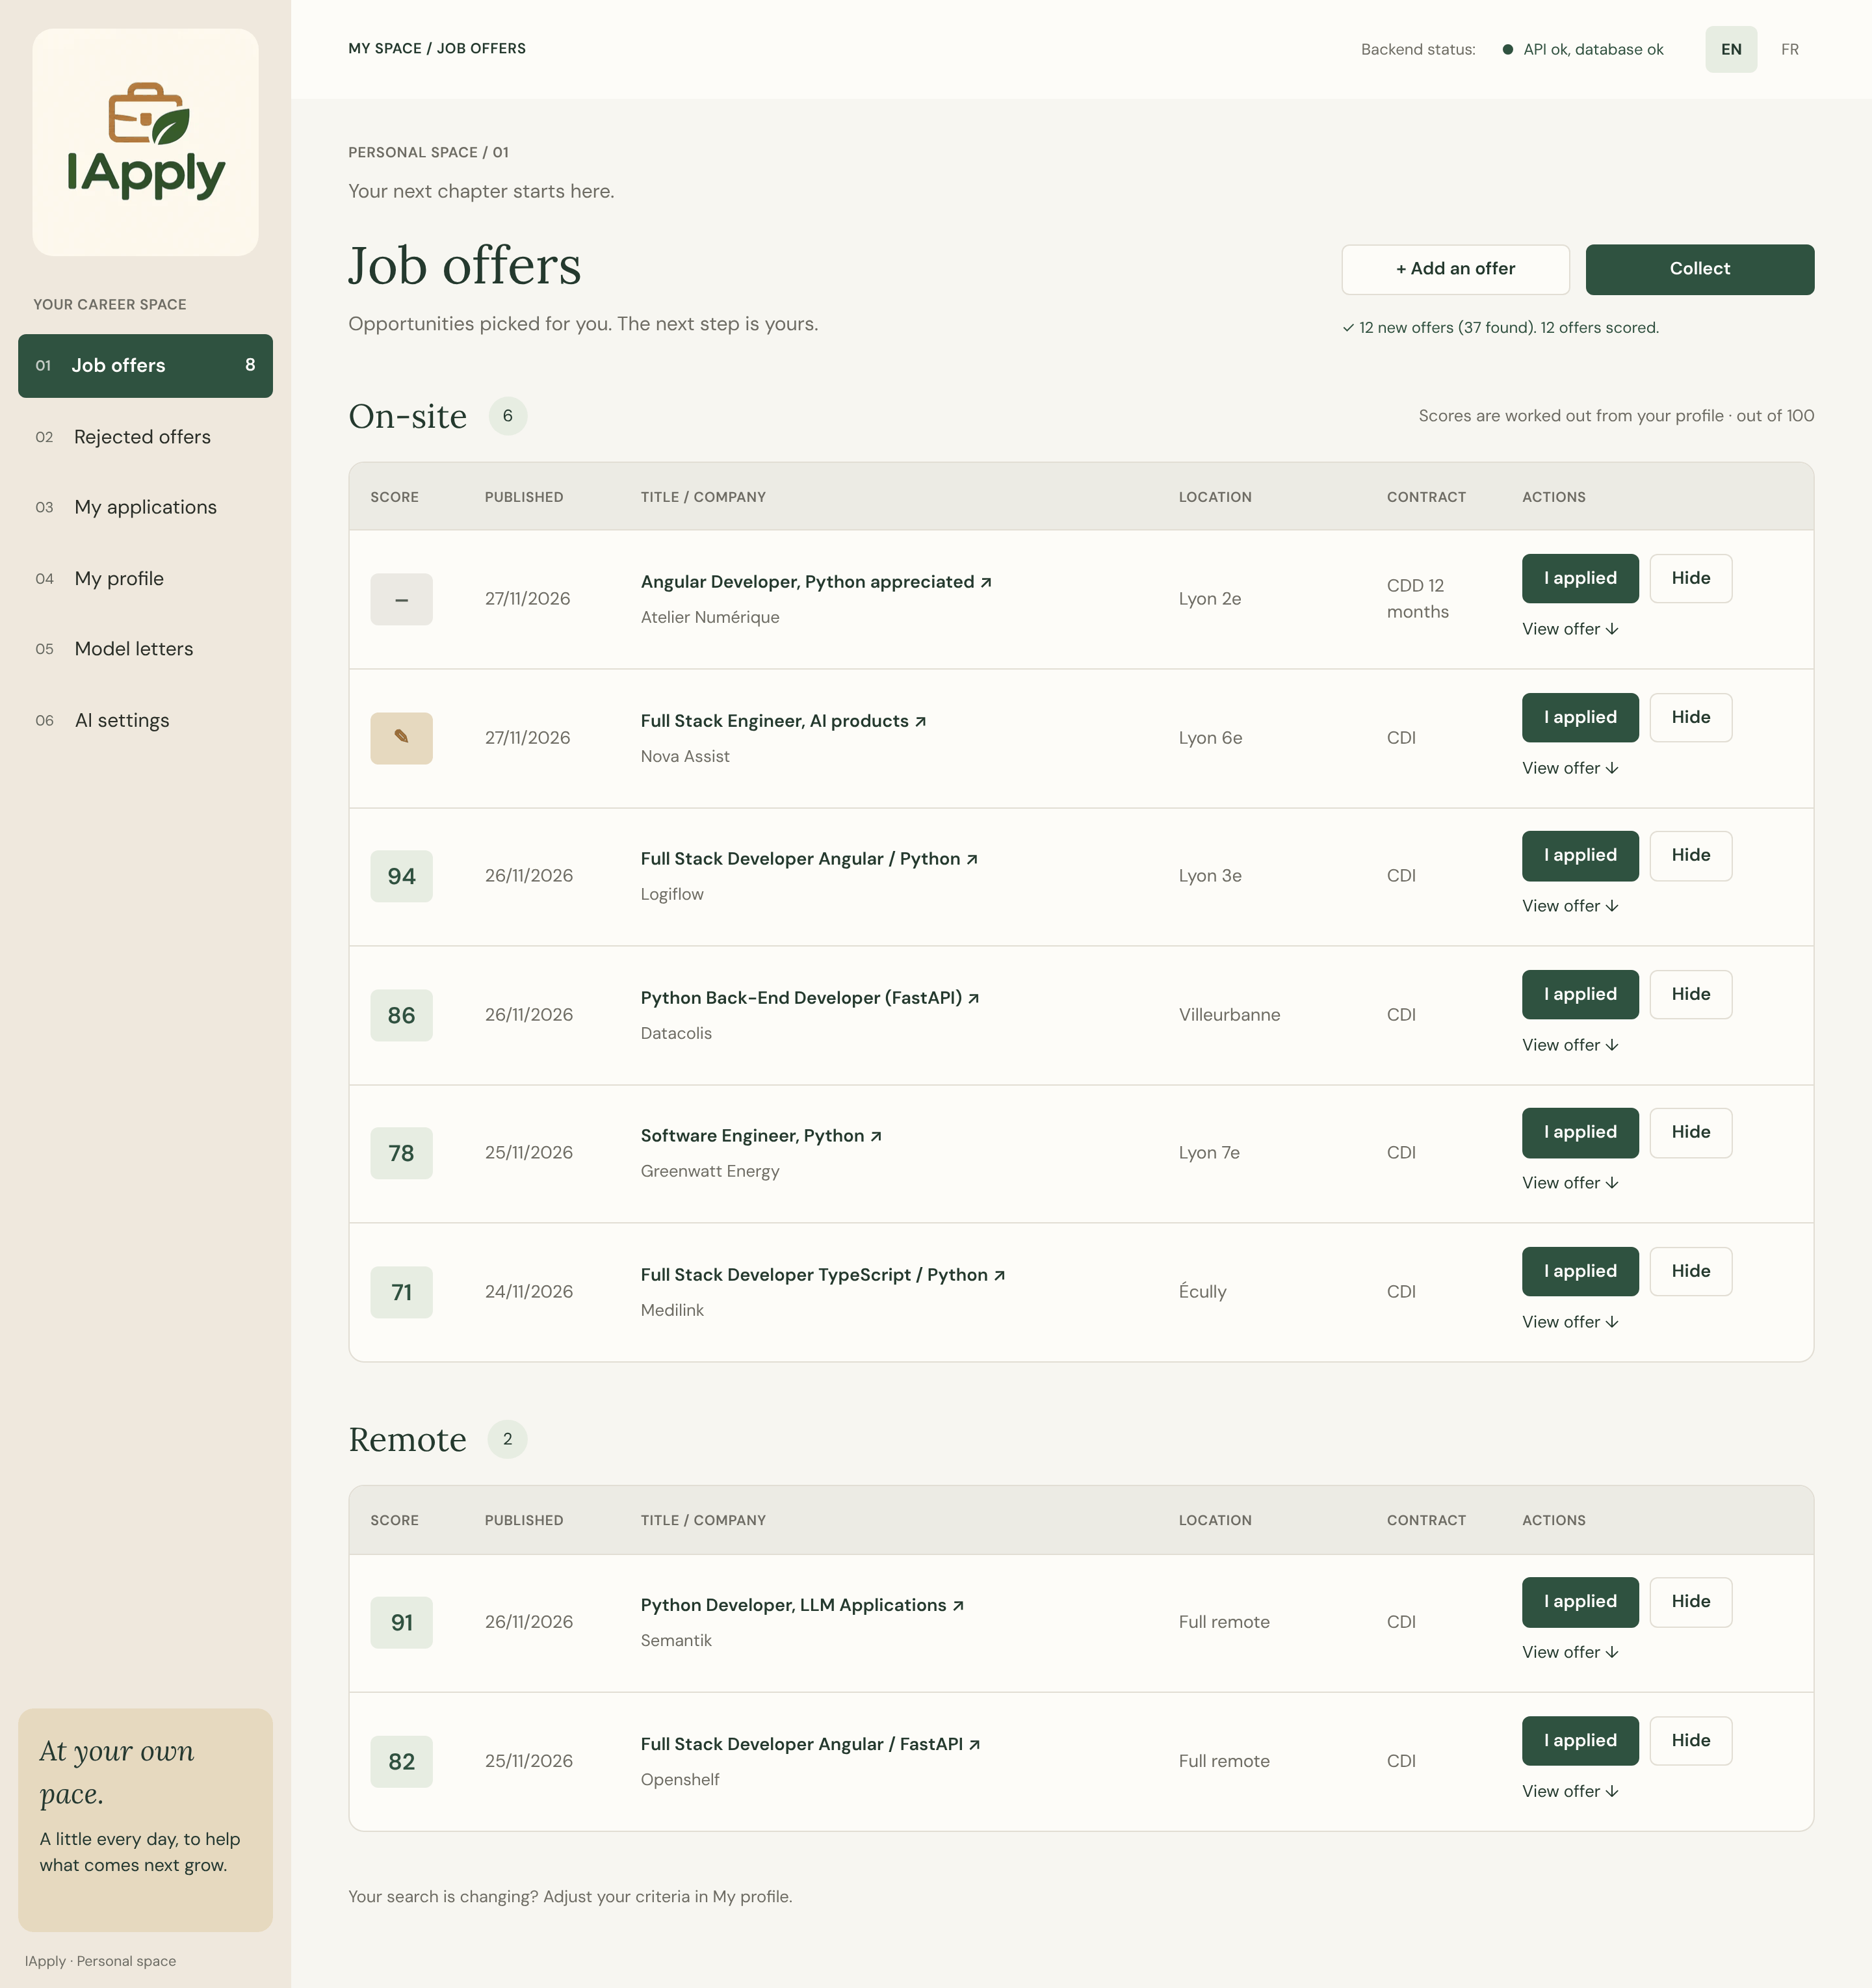 IApply
YOUR CAREER SPACE
01 Job offers 8
02 Rejected offers
03 My applications
04 My profile
05 Model letters
06 AI settings
At your own
pace.
A little every day, to help
what comes next grow.
IApply · Personal space
MY SPACE / JOB OFFERS
Backend status: ● API ok, database ok EN FR
PERSONAL SPACE / 01
Your next chapter starts here.
Job offers
+ Add an offer Collect
Opportunities picked for you. The next step is yours.
✓ 12 new offers (37 found). 12 offers scored.
On-site 6
Scores are worked out from your profile · out of 100
SCORE PUBLISHED TITLE / COMPANY LOCATION CONTRACT ACTIONS
– 27/11/2026 Angular Developer, Python appreciated ↗
Atelier Numérique
Lyon 2e
CDD 12
months
I applied Hide
View offer ↓
✎ 27/11/2026 Full Stack Engineer, AI products ↗
Nova Assist
Lyon 6e
CDI
I applied Hide
View offer ↓
94 26/11/2026 Full Stack Developer Angular / Python ↗
Logiflow
Lyon 3e
CDI
I applied Hide
View offer ↓
86 26/11/2026 Python Back-End Developer (FastAPI) ↗
Datacolis
Villeurbanne
CDI
I applied Hide
View offer ↓
78 25/11/2026 Software Engineer, Python ↗
Greenwatt Energy
Lyon 7e
CDI
I applied Hide
View offer ↓
71 24/11/2026 Full Stack Developer TypeScript / Python ↗
Medilink
Écully
CDI
I applied Hide
View offer ↓
Remote 2
SCORE PUBLISHED TITLE / COMPANY LOCATION CONTRACT ACTIONS
91 26/11/2026 Python Developer, LLM Applications ↗
Semantik
Full remote
CDI
I applied Hide
View offer ↓
82 25/11/2026 Full Stack Developer Angular / FastAPI ↗
Openshelf
Full remote
CDI
I applied Hide
View offer ↓
Your search is changing? Adjust your criteria in My profile.